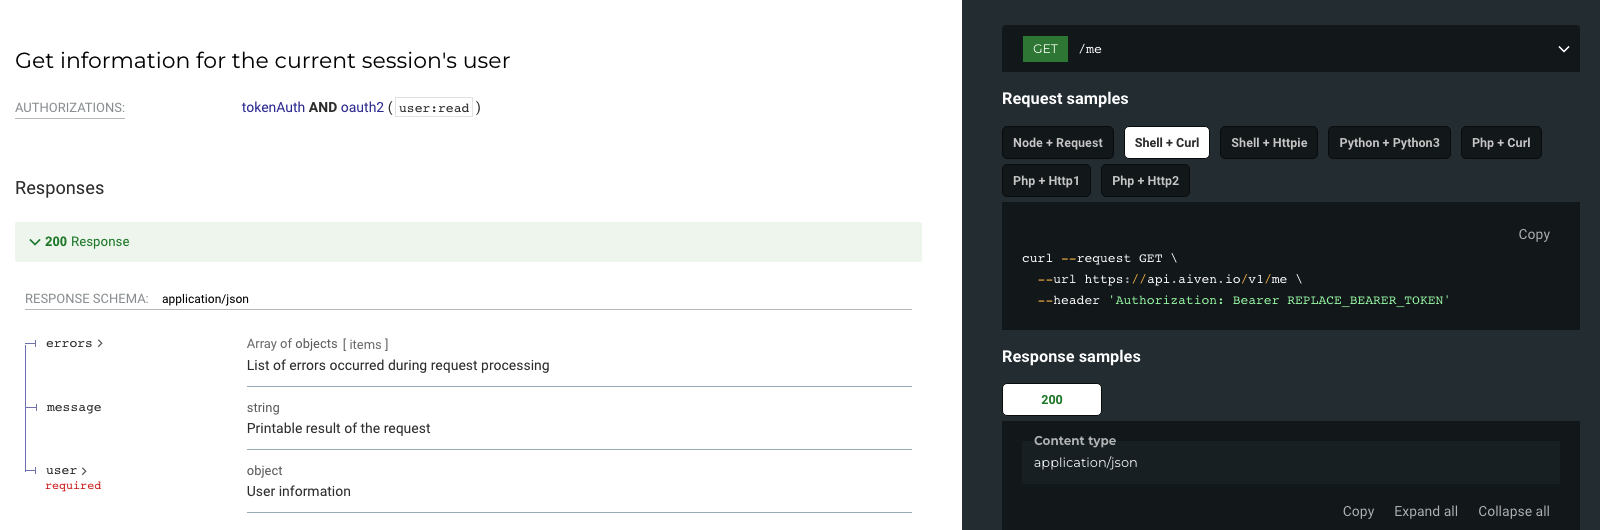 Get information for the current session's user
AUTHORIZATIONS: tokenAuth AND oauth2 ( user:read )
Responses
200 Response
RESPONSE SCHEMA: application/json
errors Array of objects [ items ]
List of errors occurred during request processing
message string
Printable result of the request
user object
required User information
GET /me
Request samples
Node + Request Shell + Curl Shell + Httpie Python + Python3 Php + Curl
Php + Http1 Php + Http2
Copy
curl --request GET \
--url https://api.aiven.io/v1/me \
--header 'Authorization: Bearer REPLACE_BEARER_TOKEN'
Response samples
200
Content type
application/json
Copy Expand all Collapse all